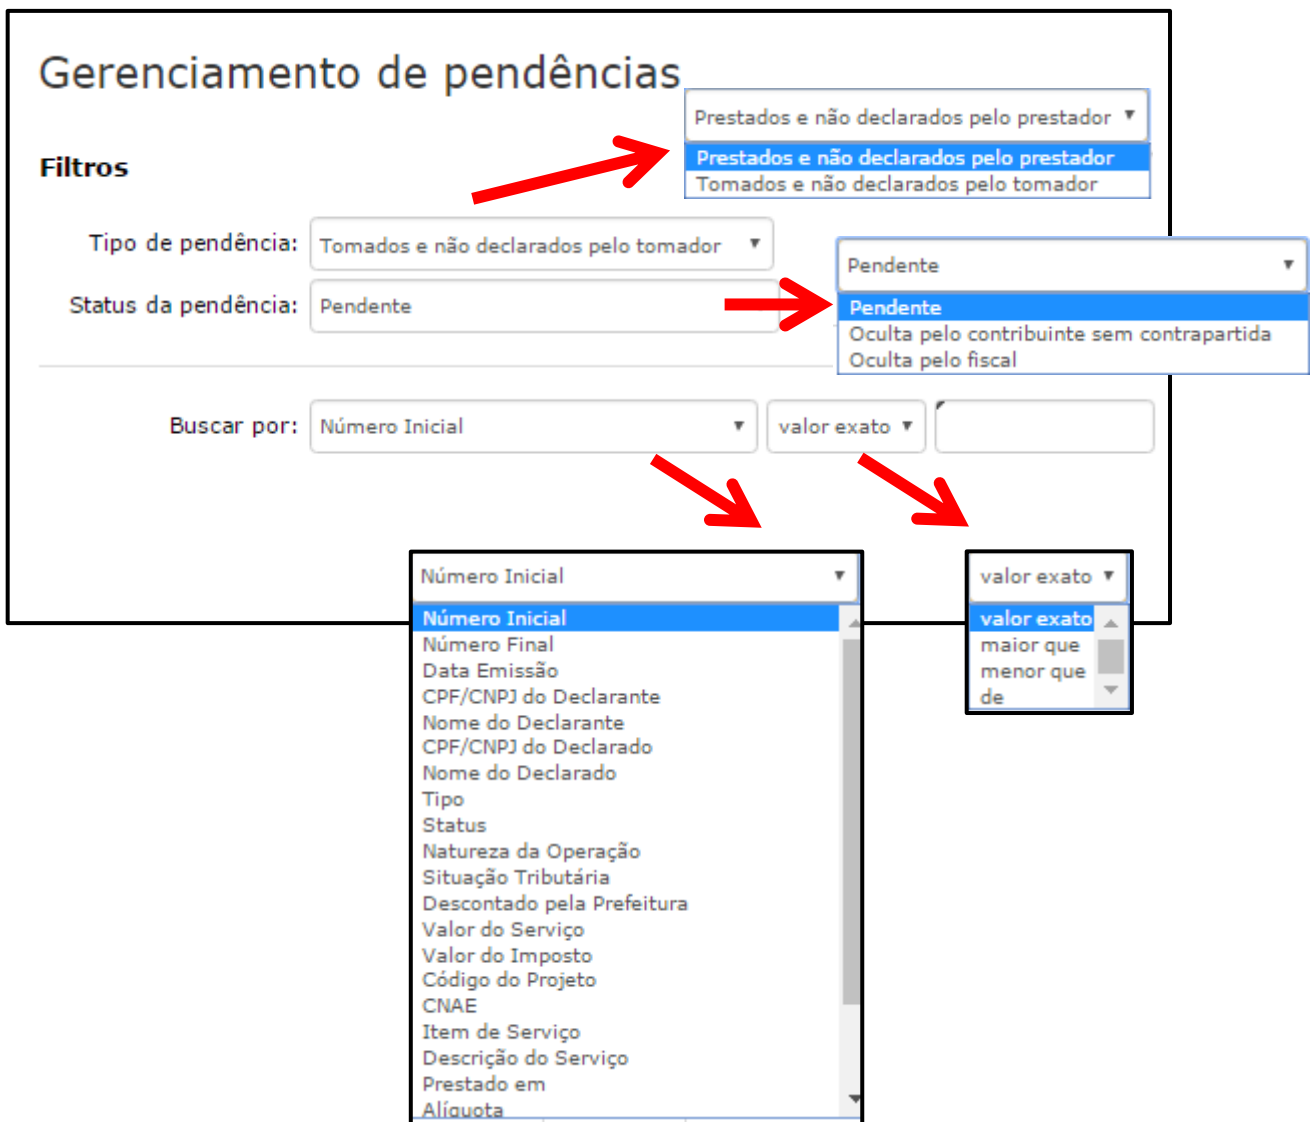 Gerenciamento de pendências
Prestados e não declarados pelo prestador
Prestados e não declarados pelo prestador
Tomados e não declarados pelo tomador
Filtros
Tipo de pendência: Tomados e não declarados pelo tomador
Status da pendência: Pendente
Pendente
Pendente
Oculta pelo contribuinte sem contrapartida
Oculta pelo fiscal
Buscar por: Número Inicial valor exato
Número Inicial
Número Inicial
Número Final
Data Emissão
CPF/CNPJ do Declarante
Nome do Declarante
CPF/CNPJ do Declarado
Nome do Declarado
Tipo
Status
Natureza da Operação
Situação Tributária
Descontado pela Prefeitura
Valor do Serviço
Valor do Imposto
Código do Projeto
CNAE
Item de Serviço
Descrição do Serviço
Prestado em
Alíquota
valor exato
valor exato
maior que
menor que
de